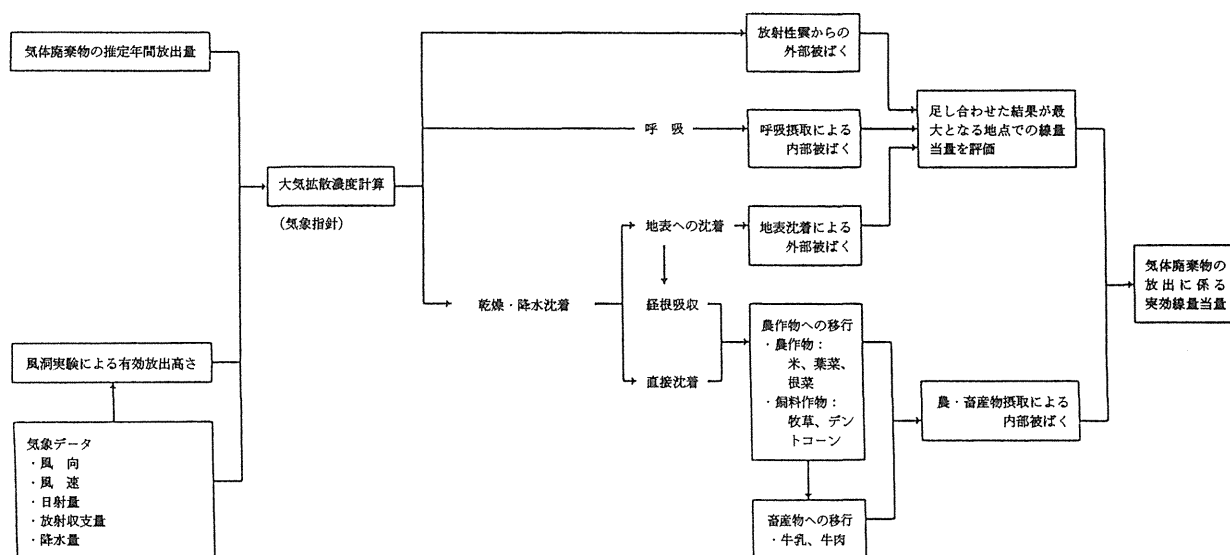 気体廃棄物の推定年間放出量
風洞実験による有効放出高さ
気象データ
・風 向
・風 速
・日射量
・放射収支量
・降水量
大気拡散濃度計算
(気象指針)
呼 吸
乾燥・降水沈着
地表への沈着
経根吸収
直接沈着
放射性雲からの
外部被ばく
呼吸摂取による
内部被ばく
地表沈着による
外部被ばく
農作物への移行
・農作物:
米、葉菜、
根菜
・飼料作物:
牧草、デン
トコーン
畜産物への移行
・牛乳、牛肉
足し合わせた結果が最
大となる地点での線量
当量を評価
農・畜産物摂取による
内部被ばく
気体廃棄物の
放出に係る
実効線量当量